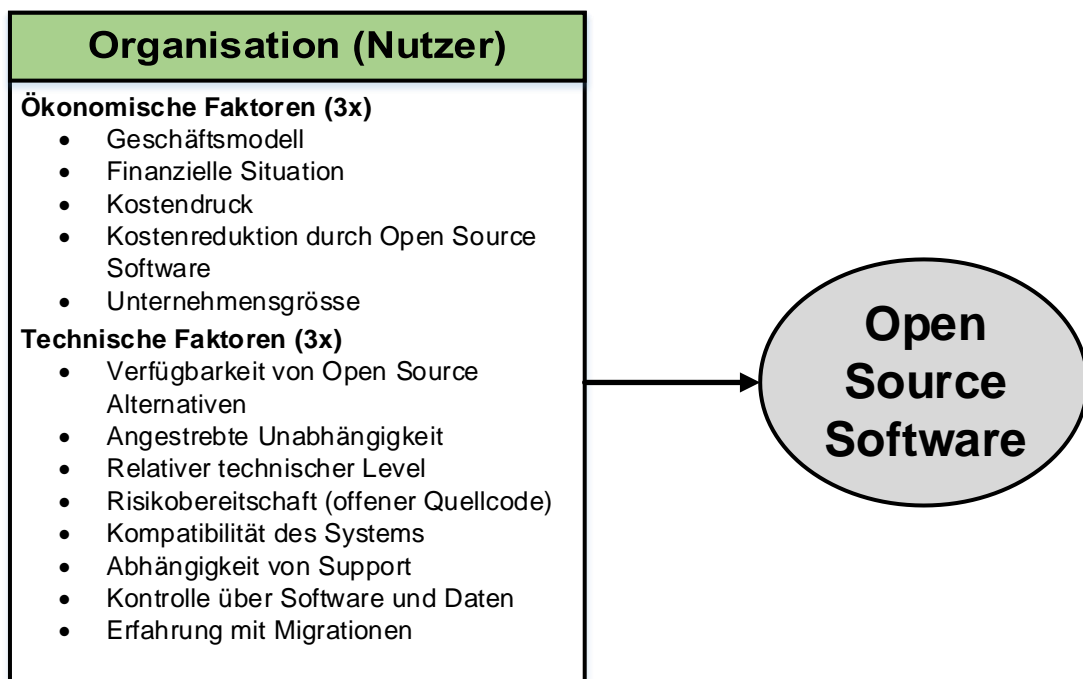 Organisation (Nutzer)
Ökonomische Faktoren (3x)
• Geschäftsmodell
• Finanzielle Situation
• Kostendruck
• Kostenreduktion durch Open Source
Software
• Unternehmensgrösse
Technische Faktoren (3x)
• Verfügbarkeit von Open Source
Alternativen
• Angestrebte Unabhängigkeit
• Relativer technischer Level
• Risikobereitschaft (offener Quellcode)
• Kompatibilität des Systems
• Abhängigkeit von Support
• Kontrolle über Software und Daten
• Erfahrung mit Migrationen
Open
Source
Software